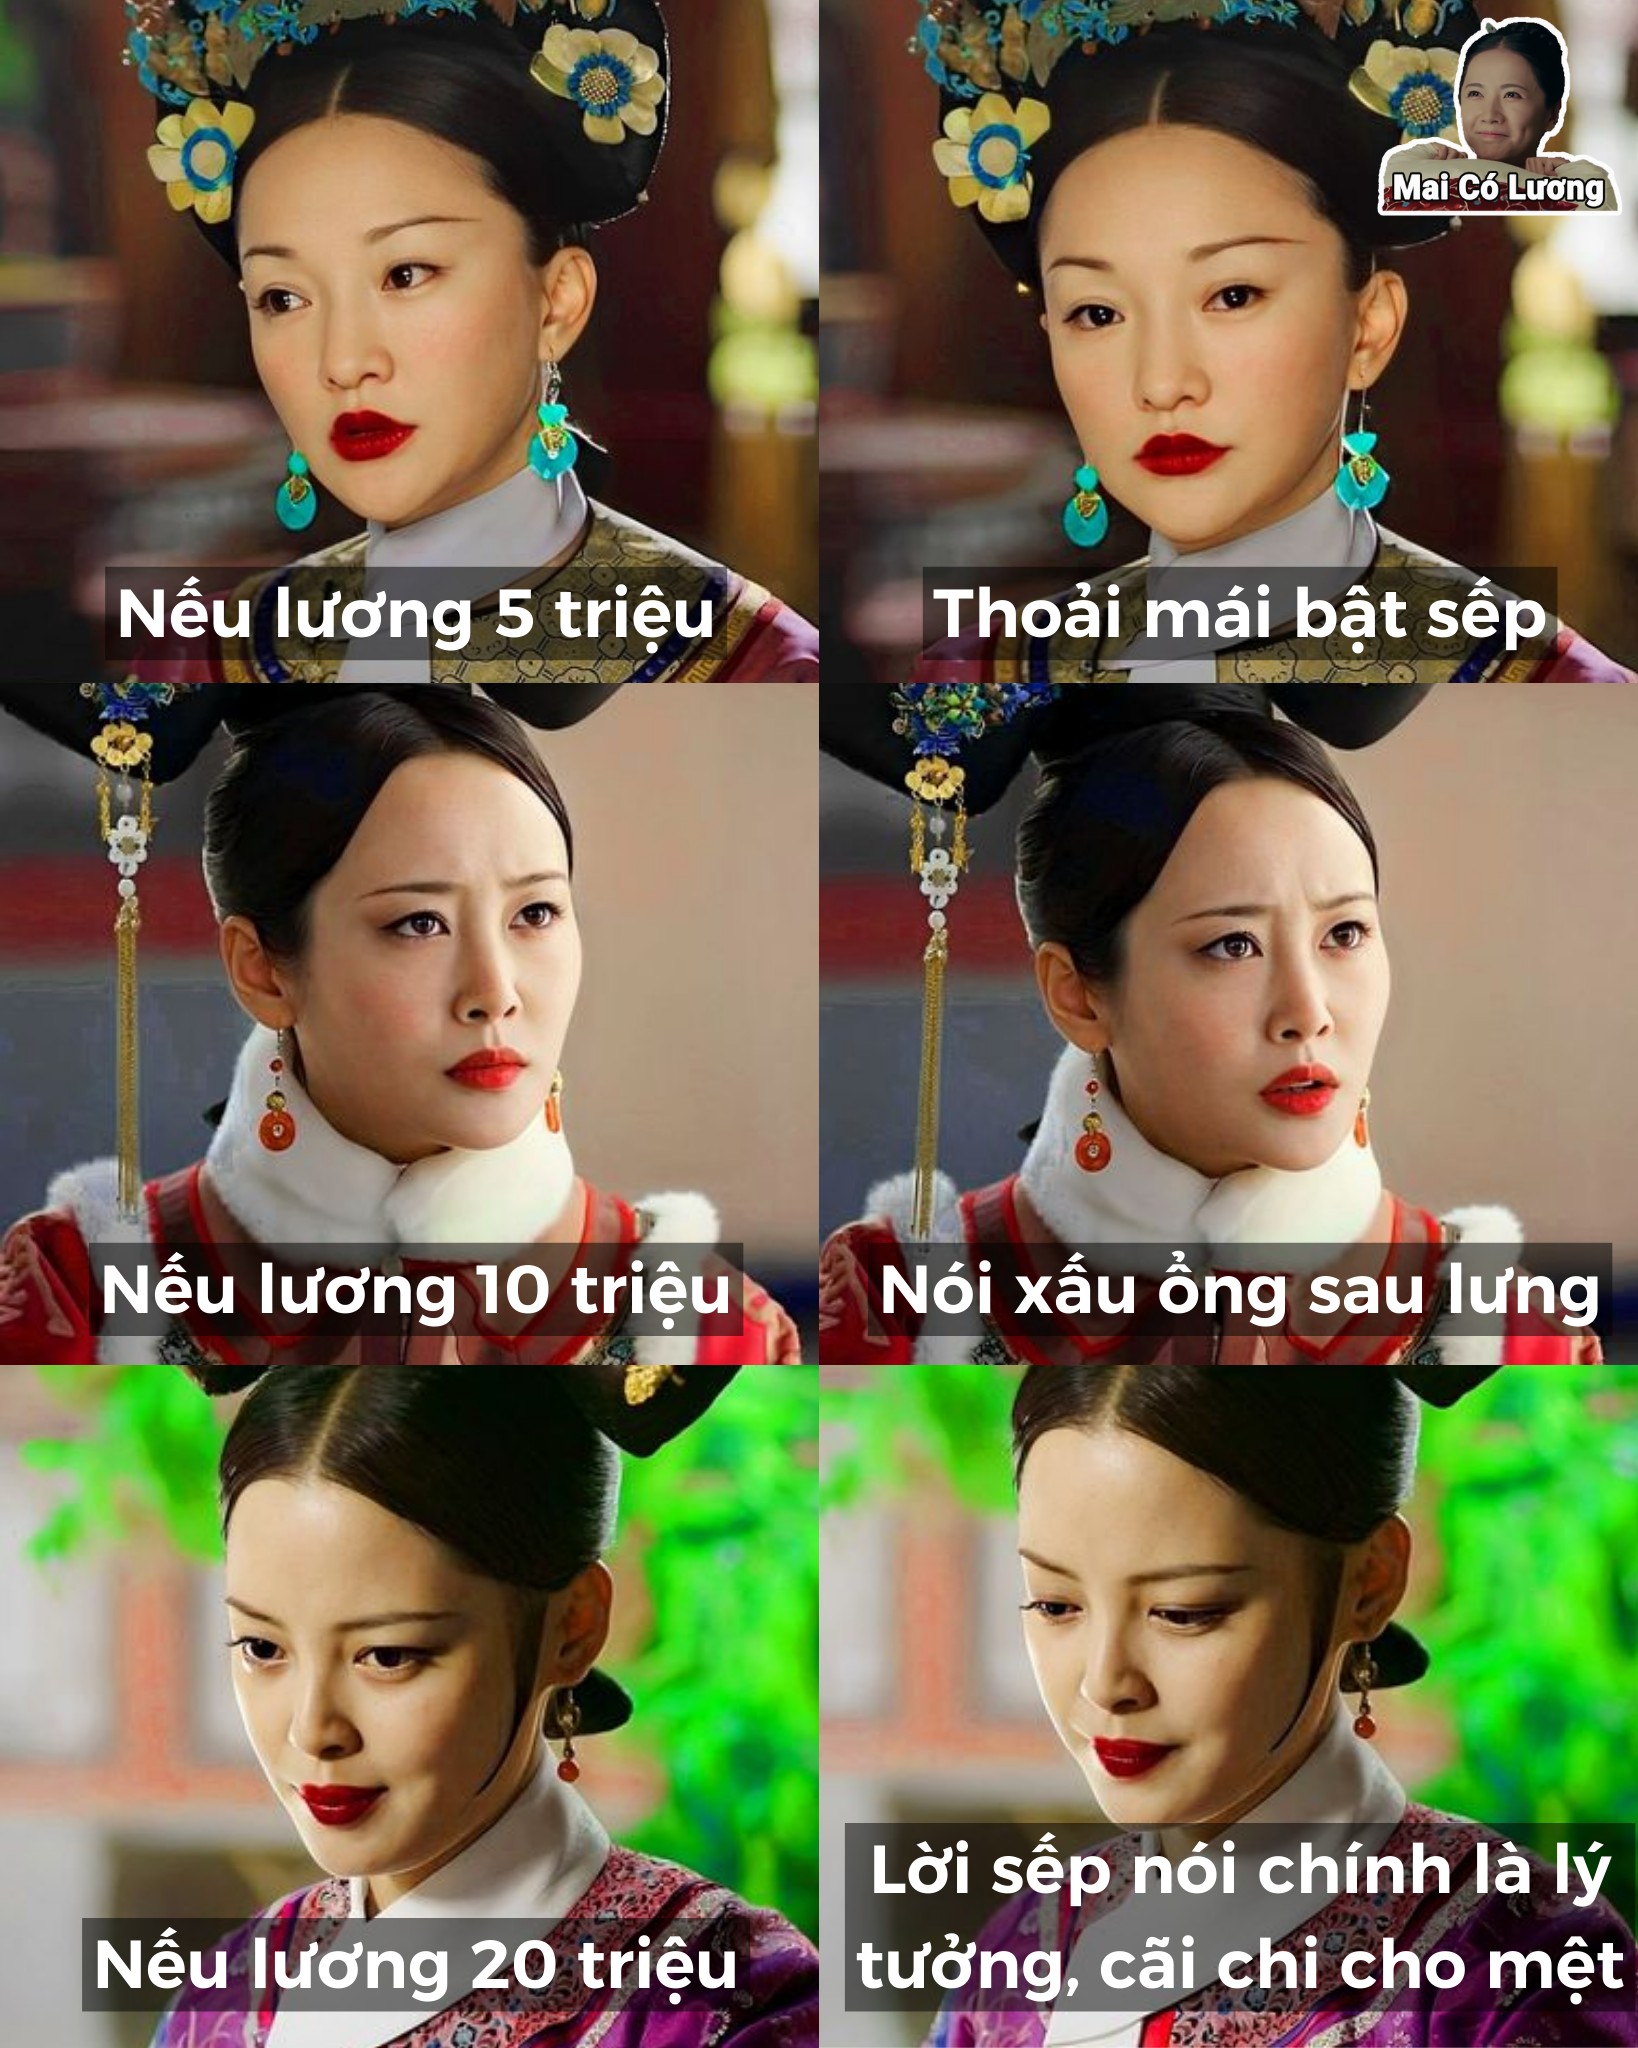 Mai Có Lương
Nếu lương 5 triệu
Thoải mái bật sếp
Nếu lương 10 triệu
Nói xấu ổng sau lưng
Nếu lương 20 triệu
Lời sếp nói chính là lý
tưởng, cãi chi cho mệt